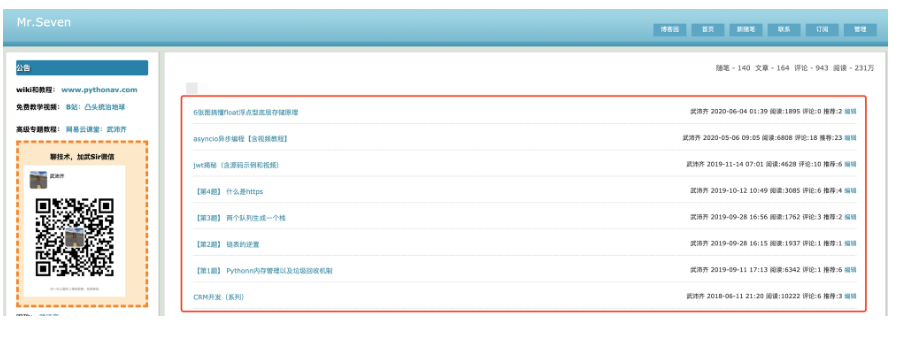 Mr.Seven
博客园 首页 新随笔 联系 订阅 管理
公告
随笔 - 140 文章 - 164 评论 - 943 阅读 - 231万
wiki和教程: www.pythonav.com
免费教学视频: B站: 凸头统治地球
高级专题教程: 网易云课堂: 武沛齐
聊技术, 加武Sir微信
武沛齐
6张图搞懂float浮点型底层存储原理 武沛齐 2020-06-04 01:39 阅读:1895 评论:0 推荐:2 编辑
asyncio异步编程【含视频教程】 武沛齐 2020-05-06 09:05 阅读:6808 评论:18 推荐:23 编辑
jwt揭秘(含源码示例和视频) 武沛齐 2019-11-14 07:01 阅读:4628 评论:10 推荐:6 编辑
【第4题】 什么是https 武沛齐 2019-10-12 10:49 阅读:3085 评论:6 推荐:4 编辑
【第3题】 两个队列生成一个栈 武沛齐 2019-09-28 16:56 阅读:1762 评论:3 推荐:2 编辑
【第2题】 链表的逆置 武沛齐 2019-09-28 16:15 阅读:1937 评论:1 推荐:1 编辑
【第1题】 Pythonn内存管理以及垃圾回收机制 武沛齐 2019-09-11 17:13 阅读:6342 评论:1 推荐:6 编辑
CRM开发(系列) 武沛齐 2018-06-11 21:20 阅读:10222 评论:6 推荐:3 编辑